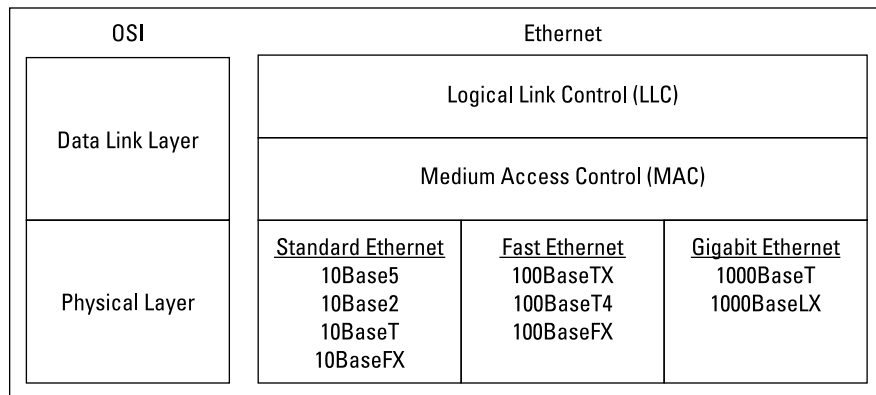 OSI
Ethernet
Data Link Layer
Logical Link Control (LLC)
Medium Access Control (MAC)
Physical Layer
Standard Ethernet
10Base5
10Base2
10BaseT
10BaseFX
Fast Ethernet
100BaseTX
100BaseT4
100BaseFX
Gigabit Ethernet
1000BaseT
1000BaseLX